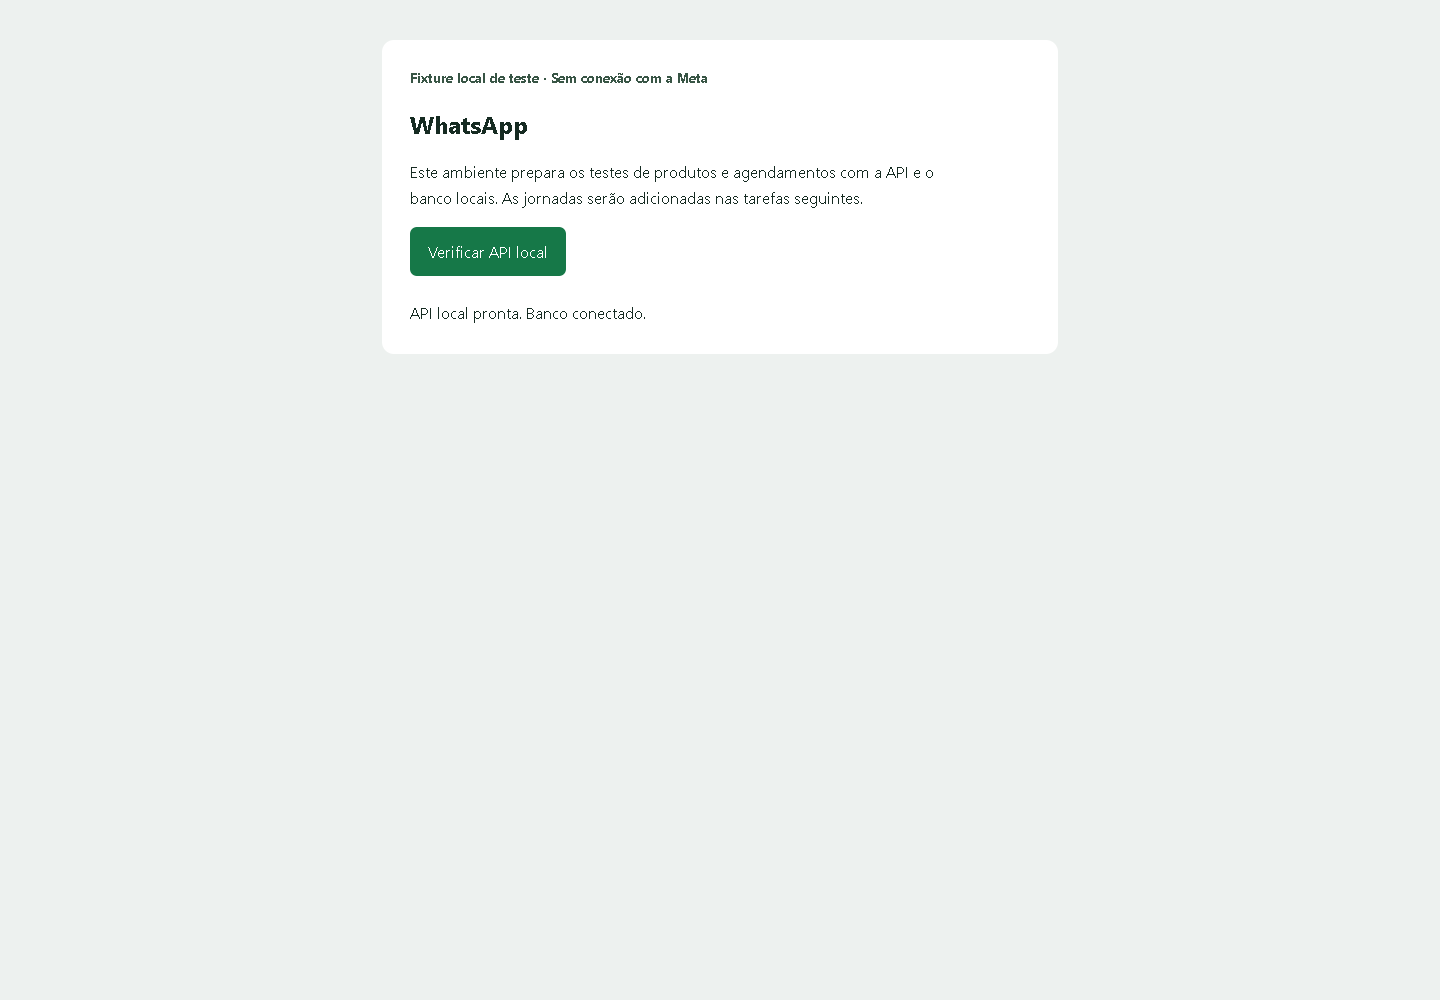 Fixture local de teste · Sem conexão com a Meta
WhatsApp
Este ambiente prepara os testes de produtos e agendamentos com a API e o
banco locais. As jornadas serão adicionadas nas tarefas seguintes.
Verificar API local
API local pronta. Banco conectado.